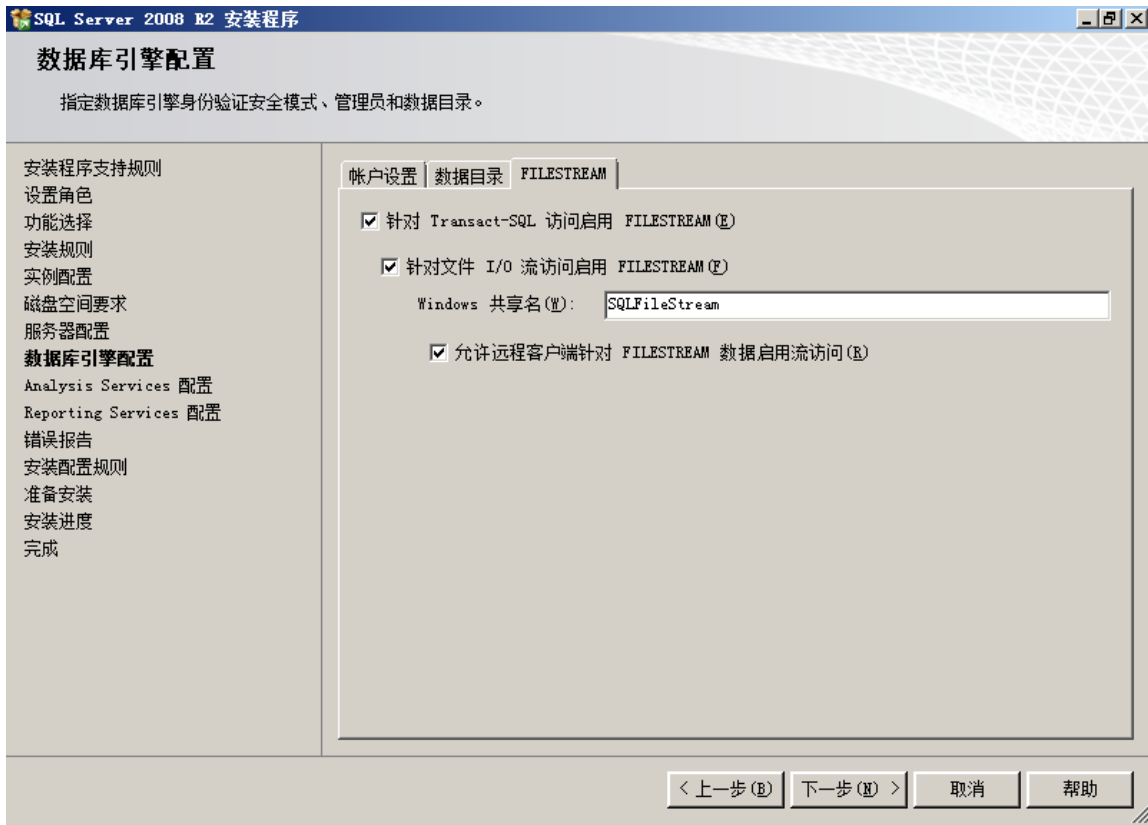 SQL Server 2008 R2 安装程序
数据库引擎配置
指定数据库引擎身份验证安全模式、管理员和数据目录。
安装程序支持规则
设置角色
功能选择
安装规则
实例配置
磁盘空间要求
服务器配置
数据库引擎配置
Analysis Services 配置
Reporting Services 配置
错误报告
安装配置规则
准备安装
安装进度
完成
帐户设置 数据目录 FILESTREAM
针对 Transact-SQL 访问启用 FILESTREAM(E)
针对文件 I/O 流访问启用 FILESTREAM(F)
Windows 共享名(W): SQLFileStream
允许远程客户端针对 FILESTREAM 数据启用流访问(R)
< 上一步(B) 下一步(N) > 取消 帮助